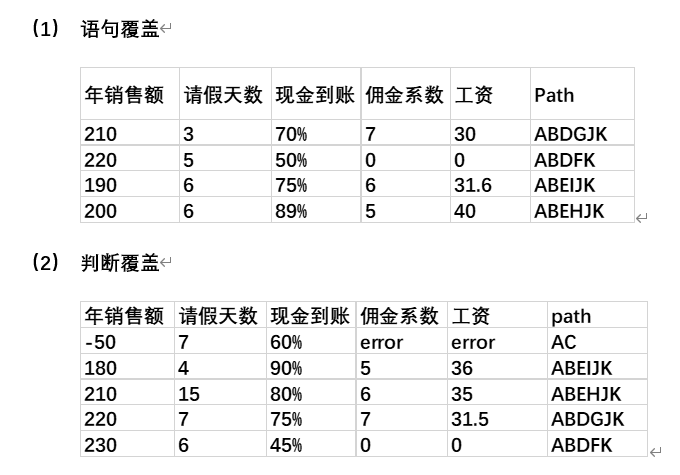 (1) 语句覆盖↵
年销售额 请假天数 现金到账 佣金系数 工资 Path
210 3 70% 7 30 ABDGJK
220 5 50% 0 0 ABDFK
190 6 75% 6 31.6 ABEIJK
200 6 89% 5 40 ABEHJK ↵
(2) 判断覆盖↵
年销售额 请假天数 现金到账 佣金系数 工资 path
-50 7 60% error error AC
180 4 90% 5 36 ABEIJK
210 15 80% 6 35 ABEHJK
220 7 75% 7 31.5 ABDGJK
230 6 45% 0 0 ABDFK ↵